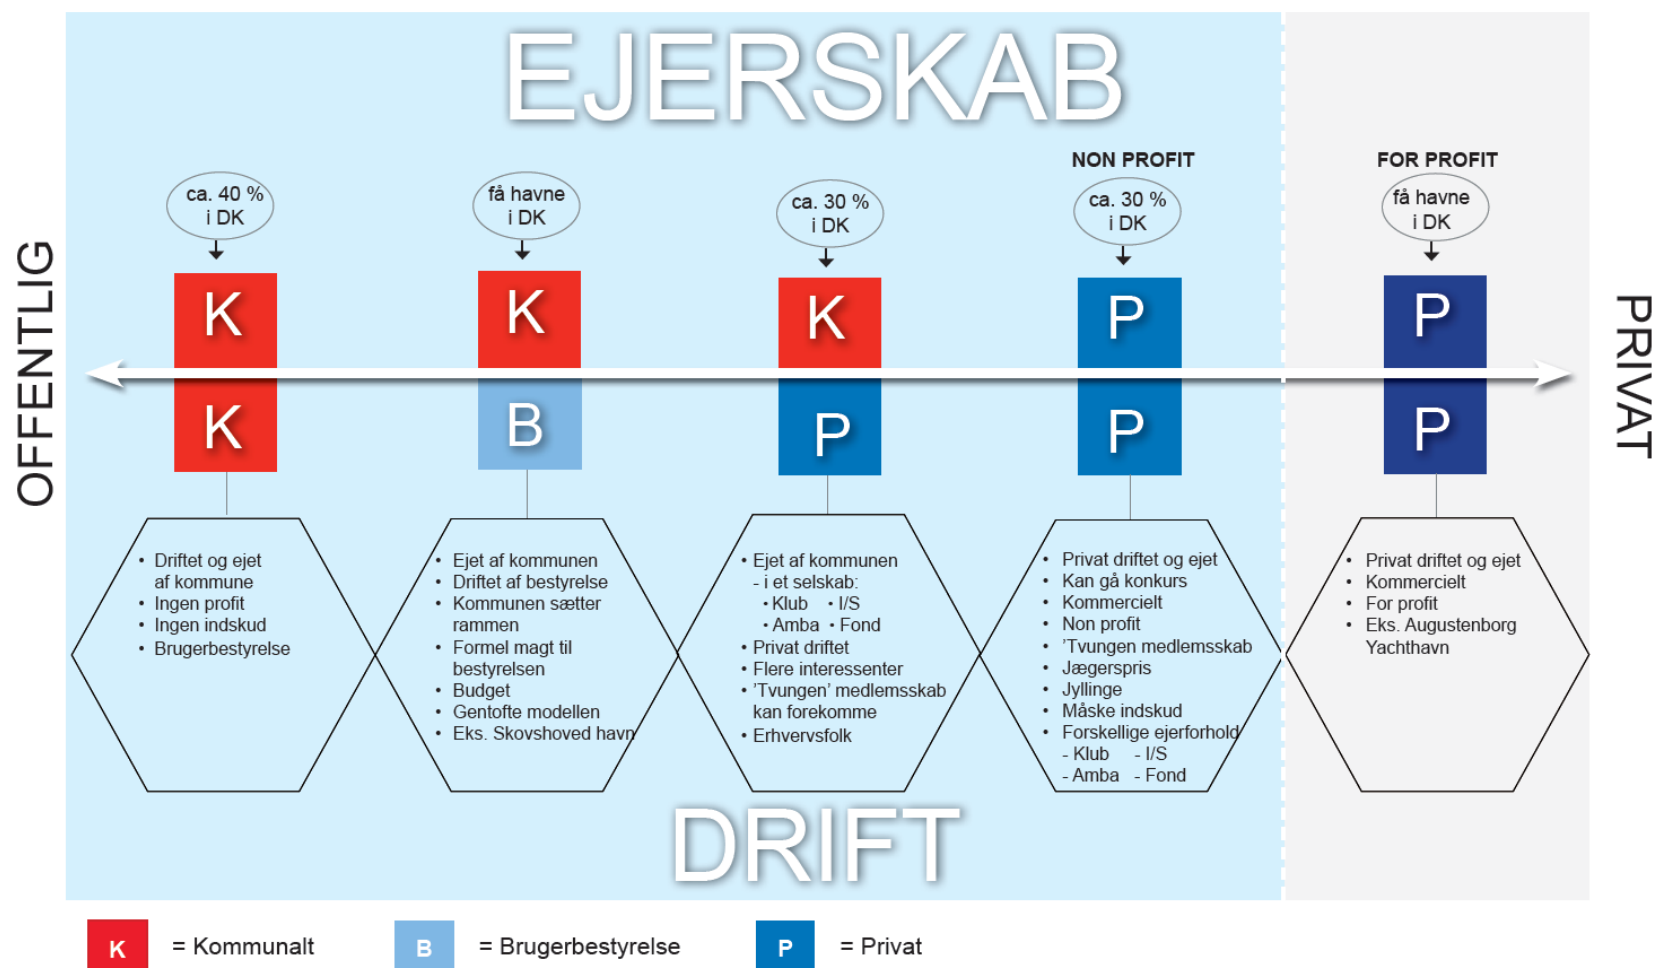 EJERSKAB
OFFENTLIG
PRIVAT
ca. 40 %
i DK
K
K
• Driftet og ejet
af kommune
• Ingen profit
• Ingen indskud
• Brugerbestyrelse
få havne
i DK
K
B
• Ejet af kommunen
• Driftet af bestyrelse
• Kommunen sætter
rammen
• Formel magt til
bestyrelsen
• Budget
• Gentofte modellen
• Eks. Skovshoved havn
ca. 30 %
i DK
K
P
• Ejet af kommunen
- i et selskab:
• Klub • I/S
• Amba • Fond
• Privat driftet
• Flere interessenter
• 'Tvungen' medlemsskab
kan forekomme
• Erhvervsfolk
NON PROFIT
ca. 30 %
i DK
P
P
• Privat driftet og ejet
• Kan gå konkurs
• Kommercielt
• Non profit
• 'Tvungen medlemsskab
• Jægerspris
• Jyllinge
• Måske indskud
• Forskellige ejerforhold
- Klub - I/S
- Amba - Fond
FOR PROFIT
få havne
i DK
P
P
• Privat driftet og ejet
• Kommercielt
• For profit
• Eks. Augustenborg
Yachthavn
DRIFT
K = Kommunalt
B = Brugerbestyrelse
P = Privat